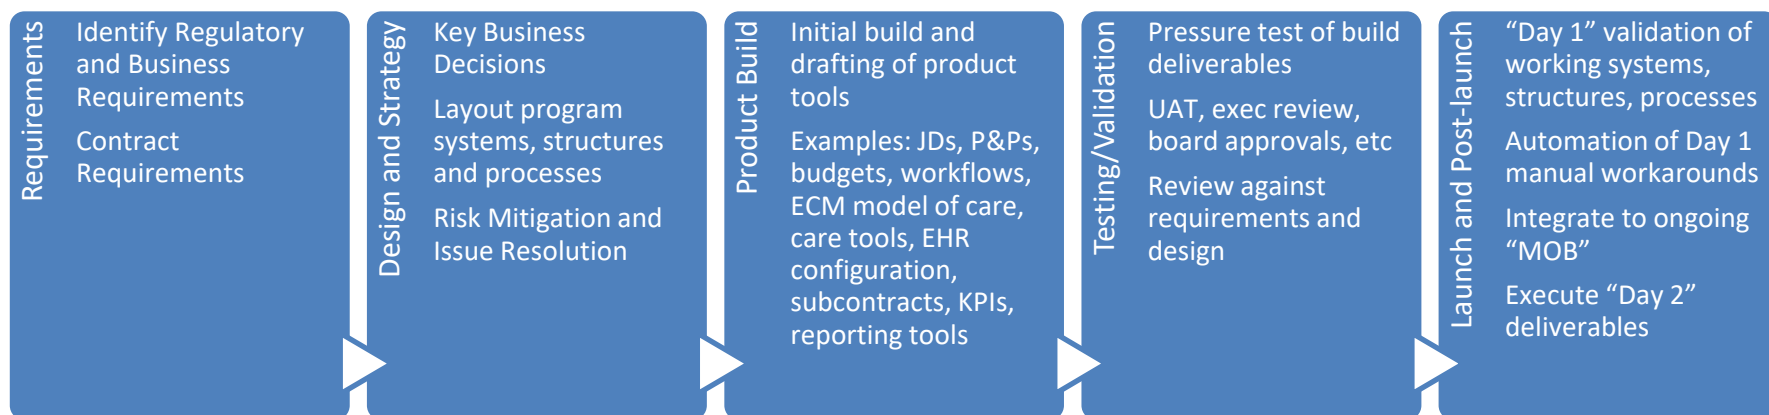 Requirements
Identify Regulatory
and Business
Requirements
Contract
Requirements
Design and Strategy
Key Business
Decisions
Layout program
systems, structures
and processes
Risk Mitigation and
Issue Resolution
Product Build
Initial build and
drafting of product
tools
Examples: JDs, P&Ps,
budgets, workflows,
ECM model of care,
care tools, EHR
configuration,
subcontracts, KPIs,
reporting tools
Testing/Validation
Pressure test of build
deliverables
UAT, exec review,
board approvals, etc
Review against
requirements and
design
Launch and Post-launch
“Day 1” validation of
working systems,
structures, processes
Automation of Day 1
manual workarounds
Integrate to ongoing
“MOB”
Execute “Day 2”
deliverables